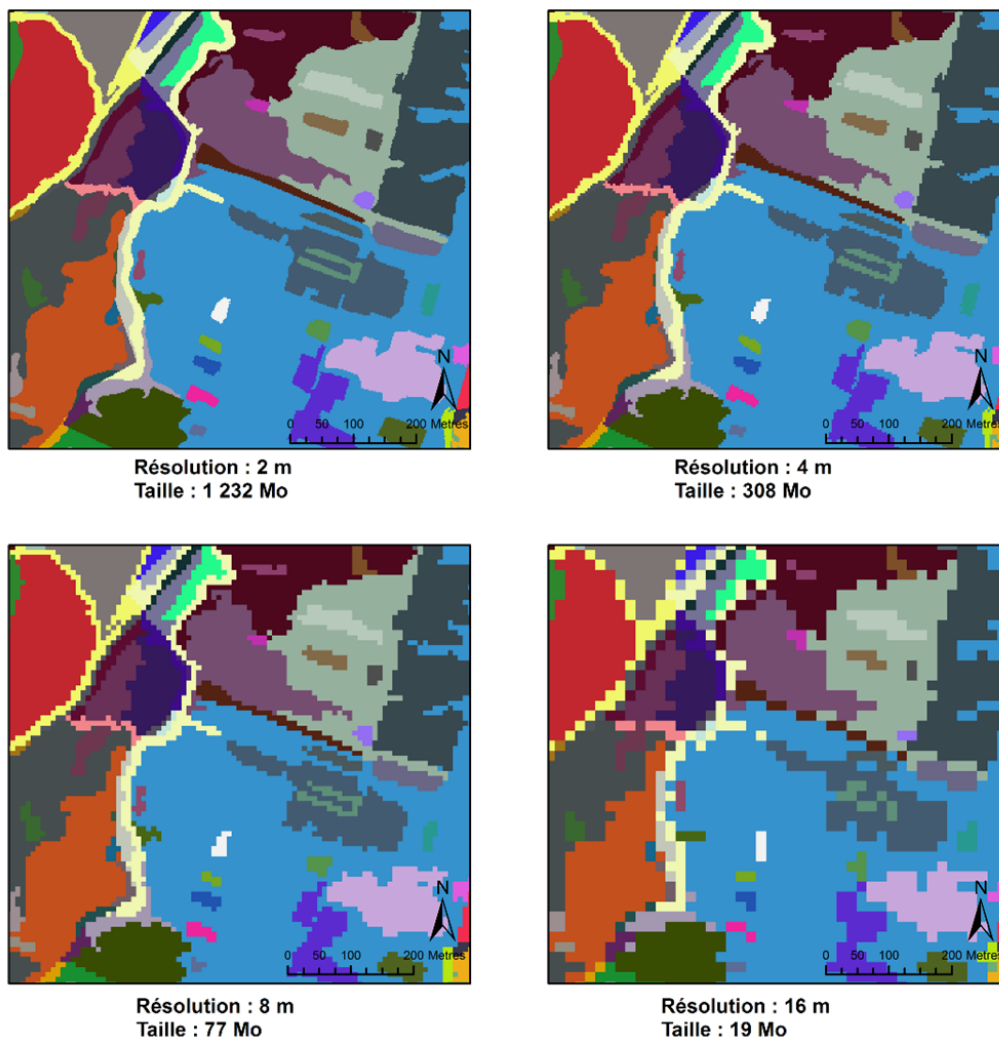 N
0 50 100 200 Metres
Résolution : 2 m
Taille : 1 232 Mo
N
0 50 100 200 Metres
Résolution : 4 m
Taille : 308 Mo
N
0 50 100 200 Metres
Résolution : 8 m
Taille : 77 Mo
N
0 50 100 200 Metres
Résolution : 16 m
Taille : 19 Mo